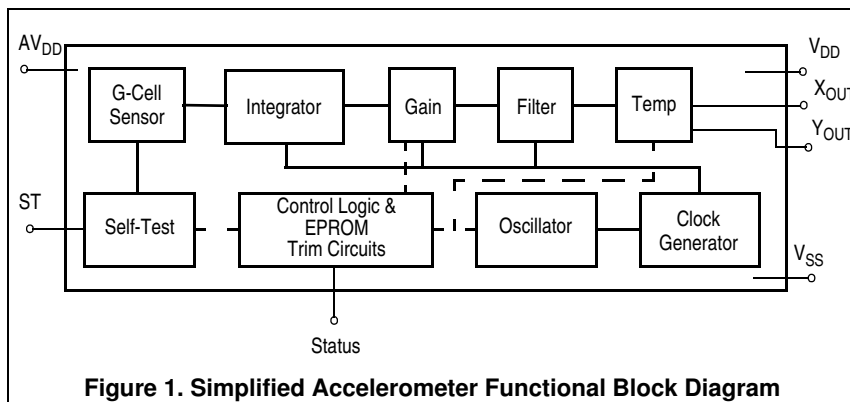 AVDD
VDD
G-Cell
Sensor
Integrator
Gain
Filter
Temp
XOUT
YOUT
ST
Self-Test
Control Logic &
EPROM
Trim Circuits
Oscillator
Clock
Generator
VSS
Status
Figure 1. Simplified Accelerometer Functional Block Diagram